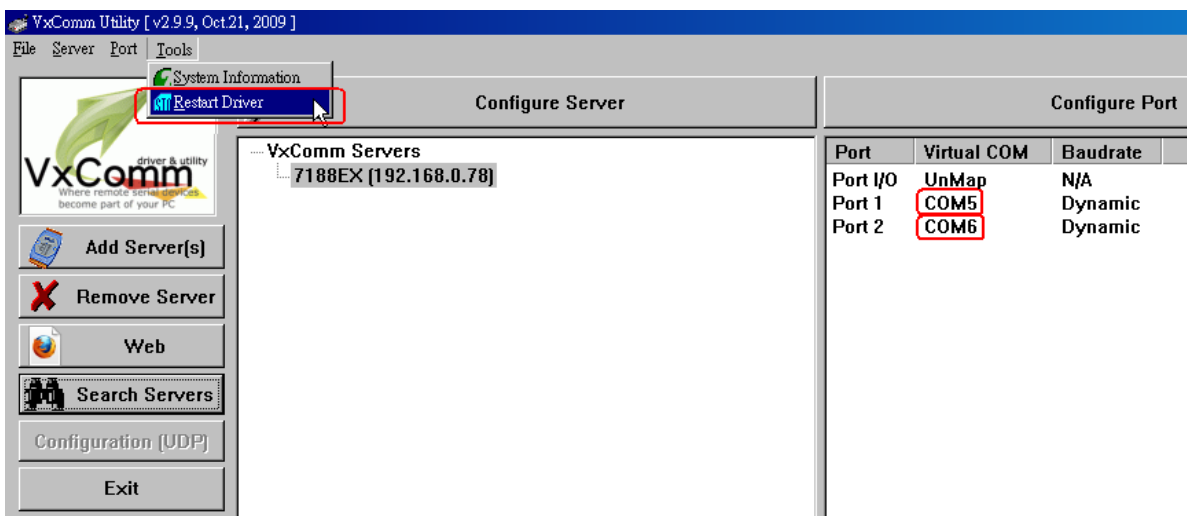 VxComm Utility [ v2.9.9, Oct.21, 2009 ]
File Server Port Tools
System Information
Restart Driver
Configure Server
Configure Port
driver & utility
VxComm
Where remote serial devices
become part of your PC
Add Server(s)
Remove Server
Web
Search Servers
Configuration (UDP)
Exit
VxComm Servers
7188EX (192.168.0.78)
Port Virtual COM Baudrate
Port I/O UnMap N/A
Port 1 COM5 Dynamic
Port 2 COM6 Dynamic